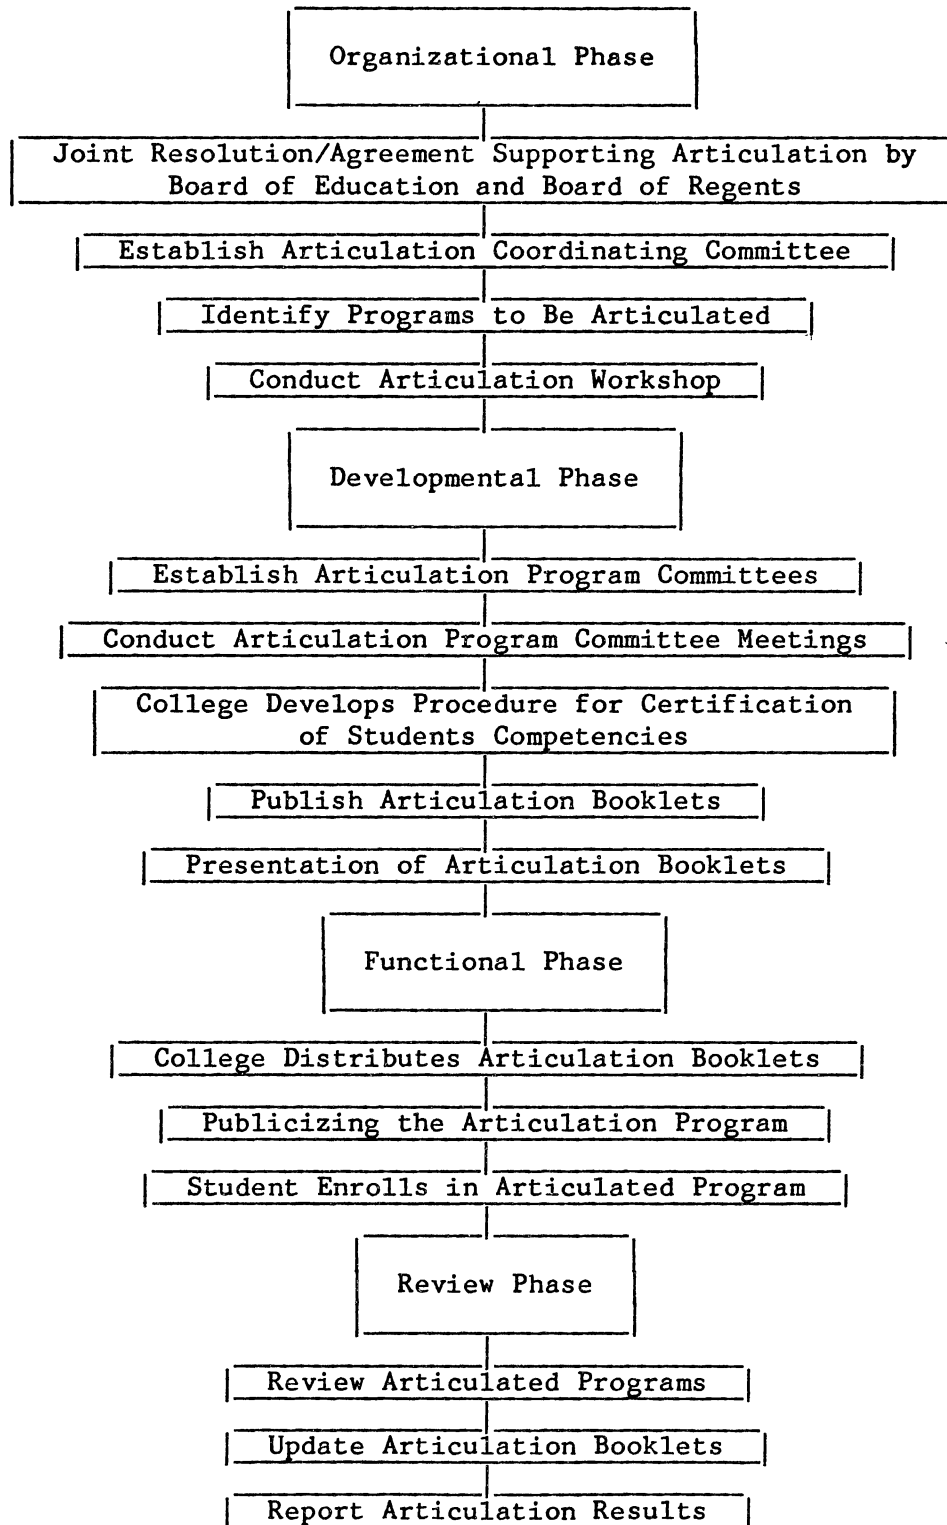 Organizational Phase
Joint Resolution/Agreement Supporting Articulation by
Board of Education and Board of Regents
Establish Articulation Coordinating Committee
Identify Programs to Be Articulated
Conduct Articulation Workshop
Developmental Phase
Establish Articulation Program Committees
Conduct Articulation Program Committee Meetings
College Develops Procedure for Certification
of Students Competencies
Publish Articulation Booklets
Presentation of Articulation Booklets
Functional Phase
College Distributes Articulation Booklets
Publicizing the Articulation Program
Student Enrolls in Articulated Program
Review Phase
Review Articulated Programs
Update Articulation Booklets
Report Articulation Results